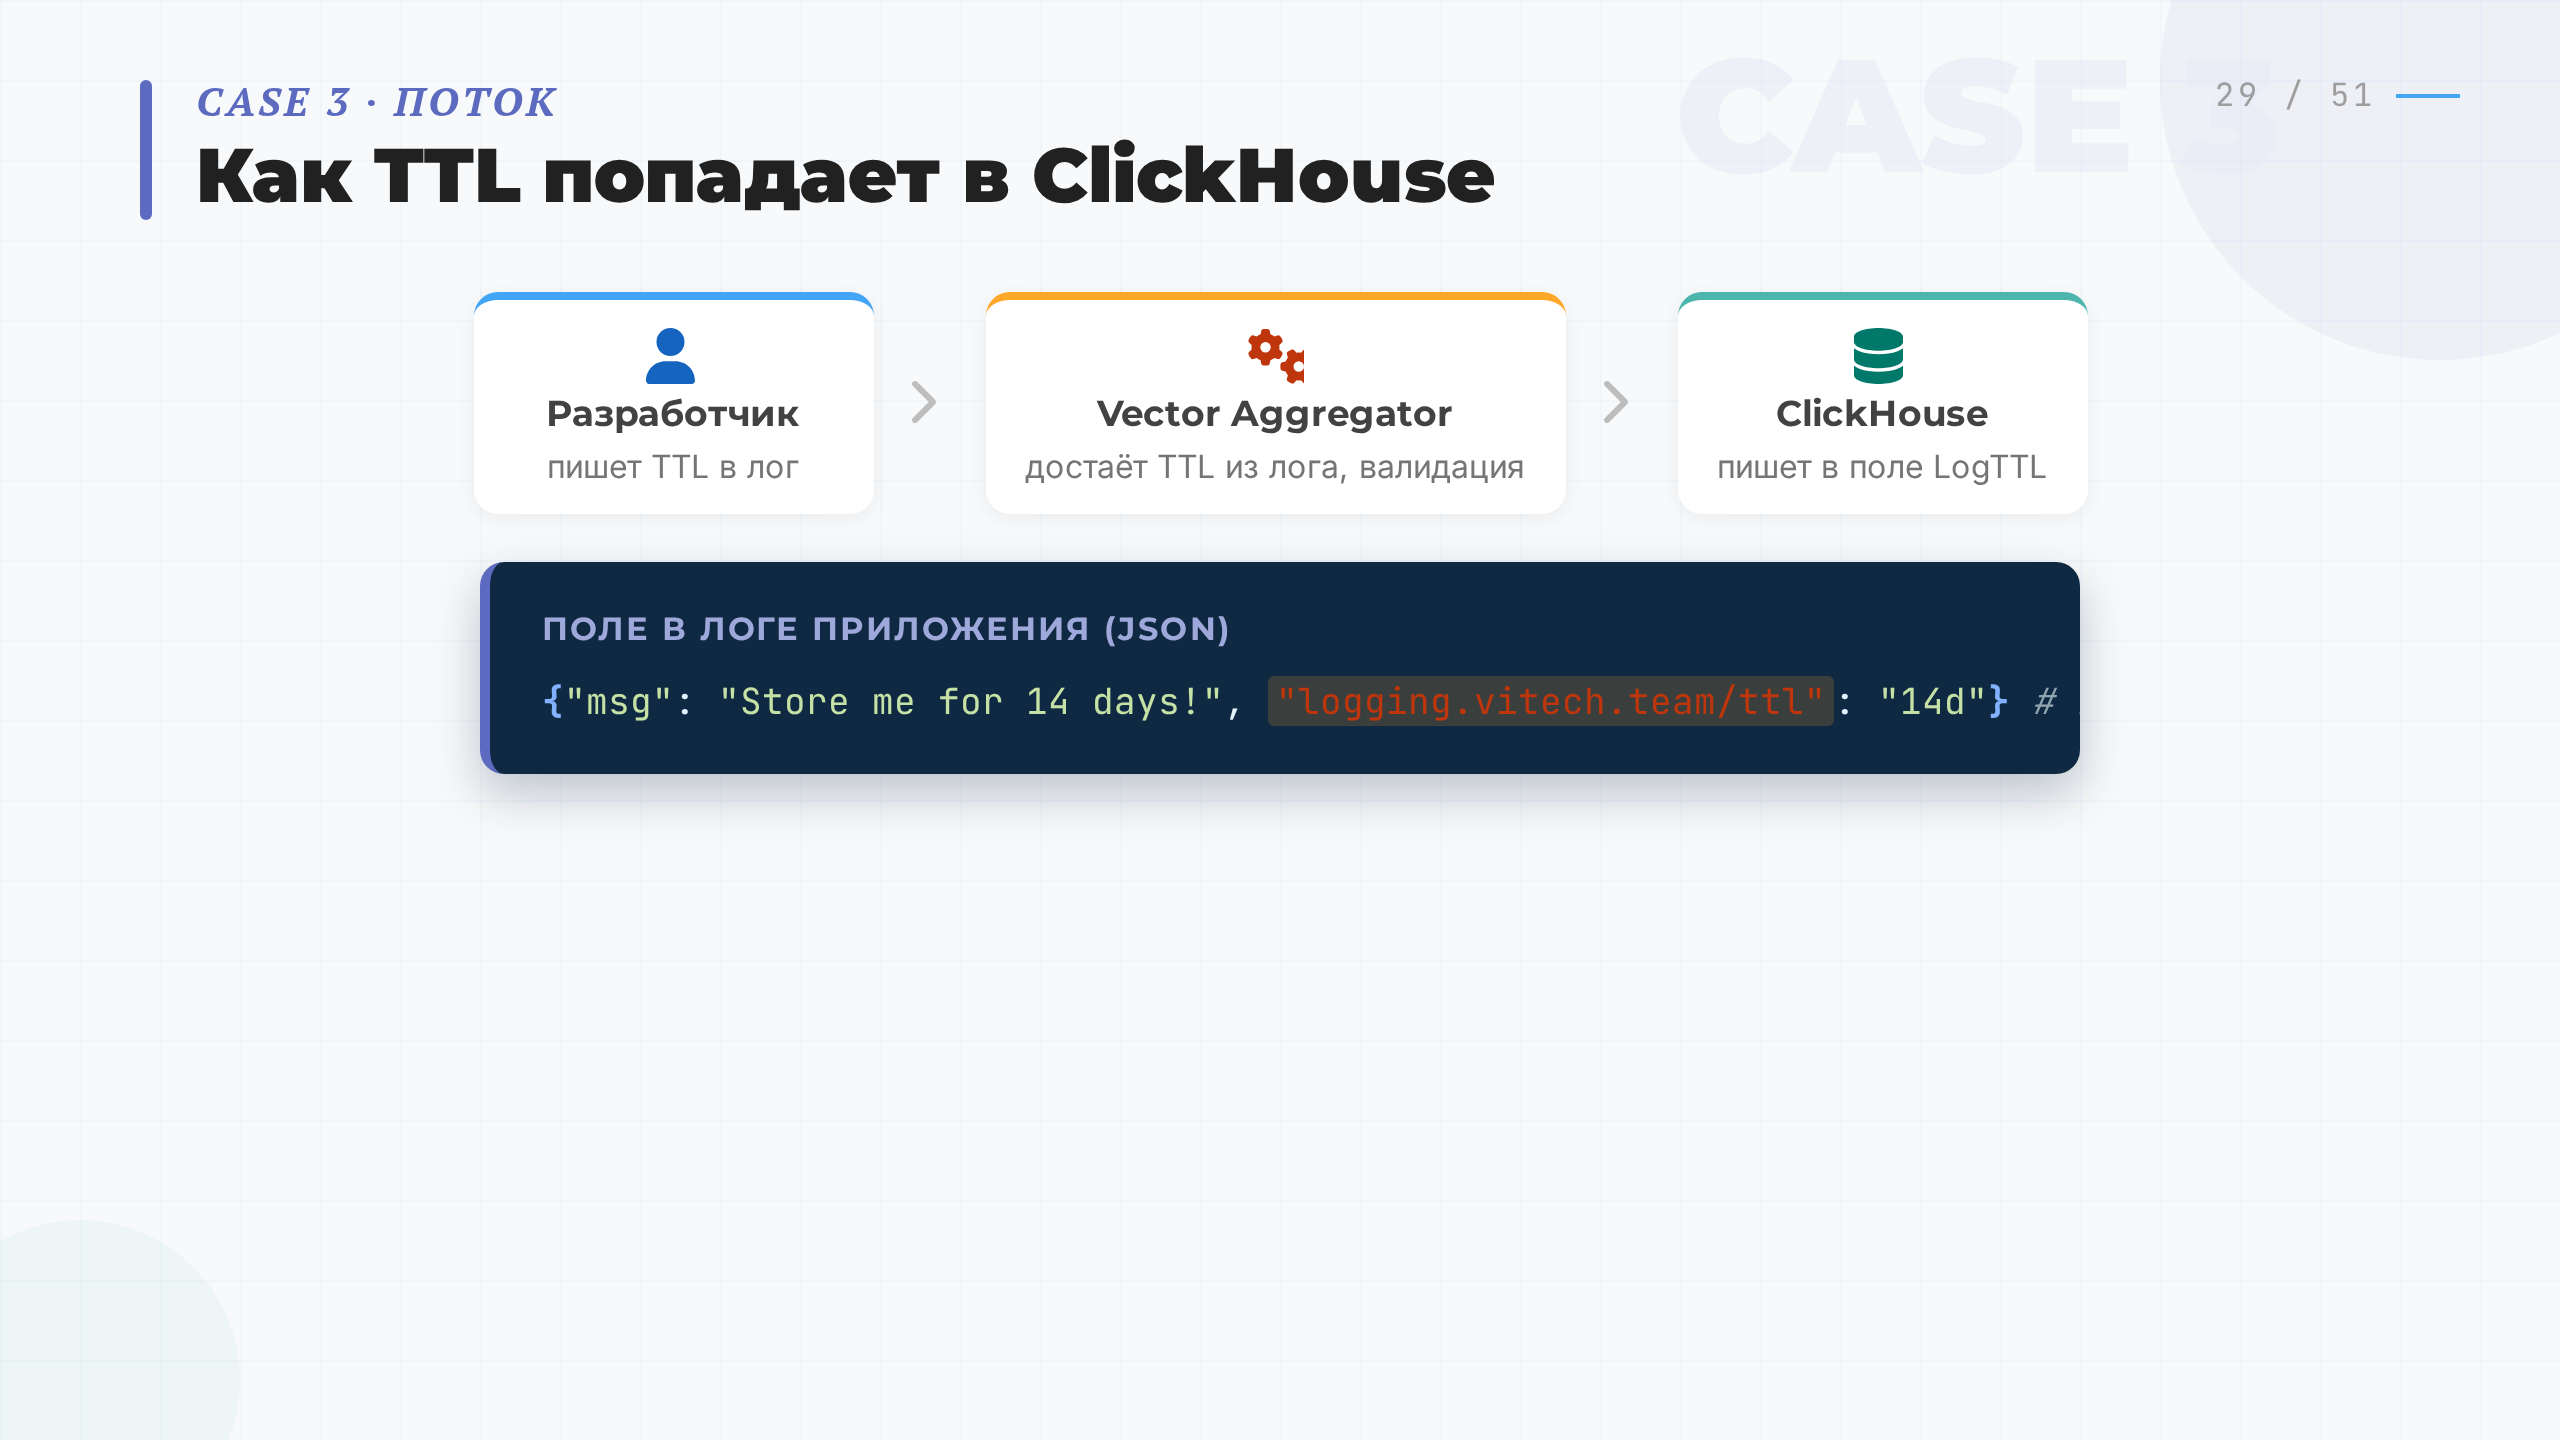 CASE 3 · ПОТОК
Как TTL попадает в ClickHouse
CASE 3
29 / 51
Разработчик
пишет TTL в лог
Vector Aggregator
достаёт TTL из лога, валидация
ClickHouse
пишет в поле LogTTL
ПОЛЕ В ЛОГЕ ПРИЛОЖЕНИЯ (JSON)
{"msg": "Store me for 14 days!", "logging.vitech.team/ttl": "14d"} #